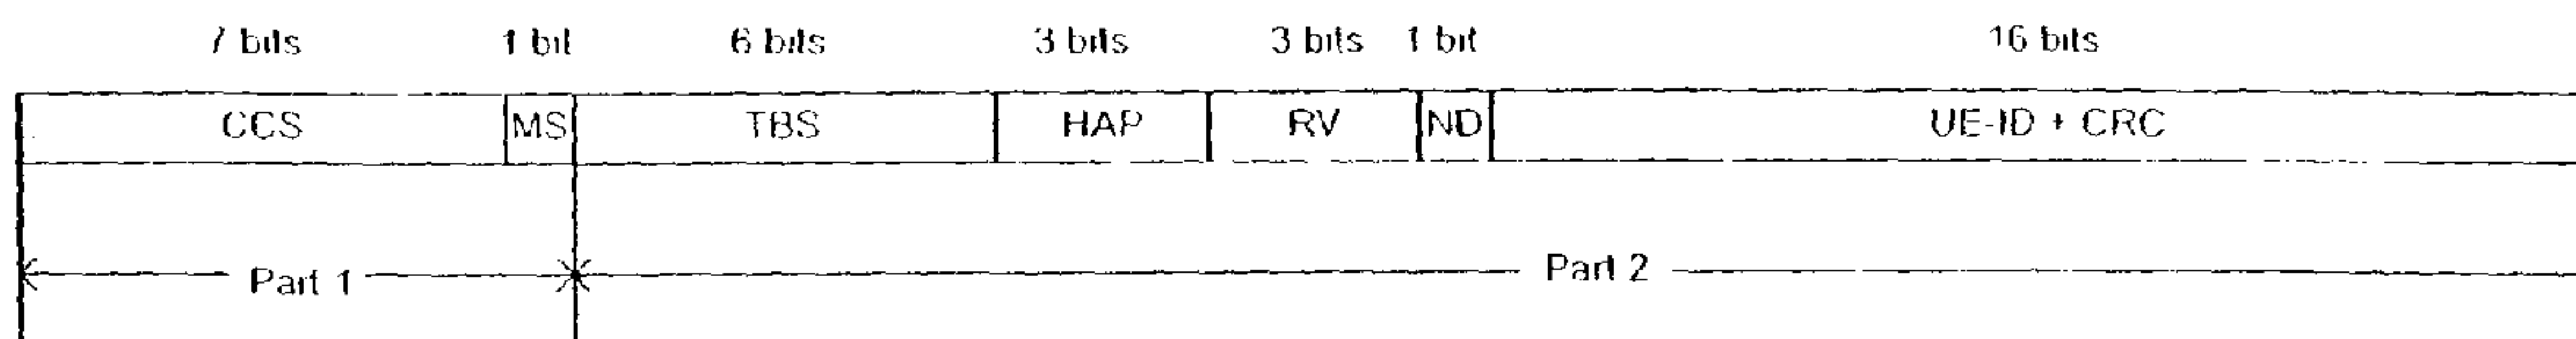 7 bits 1 bit 6 bits 3 bits 3 bits 1 bit 16 bits
CCS MS TBS HAP RV ND UE-ID + CRC
Part 1 Part 2